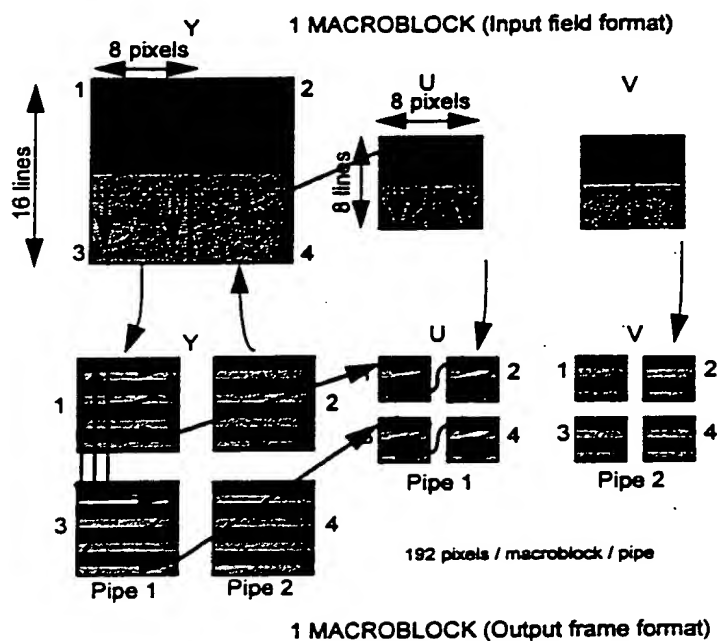 Y
1 MACROBLOCK (Input field format)
8 pixels
1
2
U
V
8 pixels
16 lines
8 lines
3
4
Y
U
V
2
1
2
1
2
4
3
4
3
4
Pipe 1
Pipe 2
192 pixels / macroblock / pipe
Pipe 1
Pipe 2
1 MACROBLOCK (Output frame format)